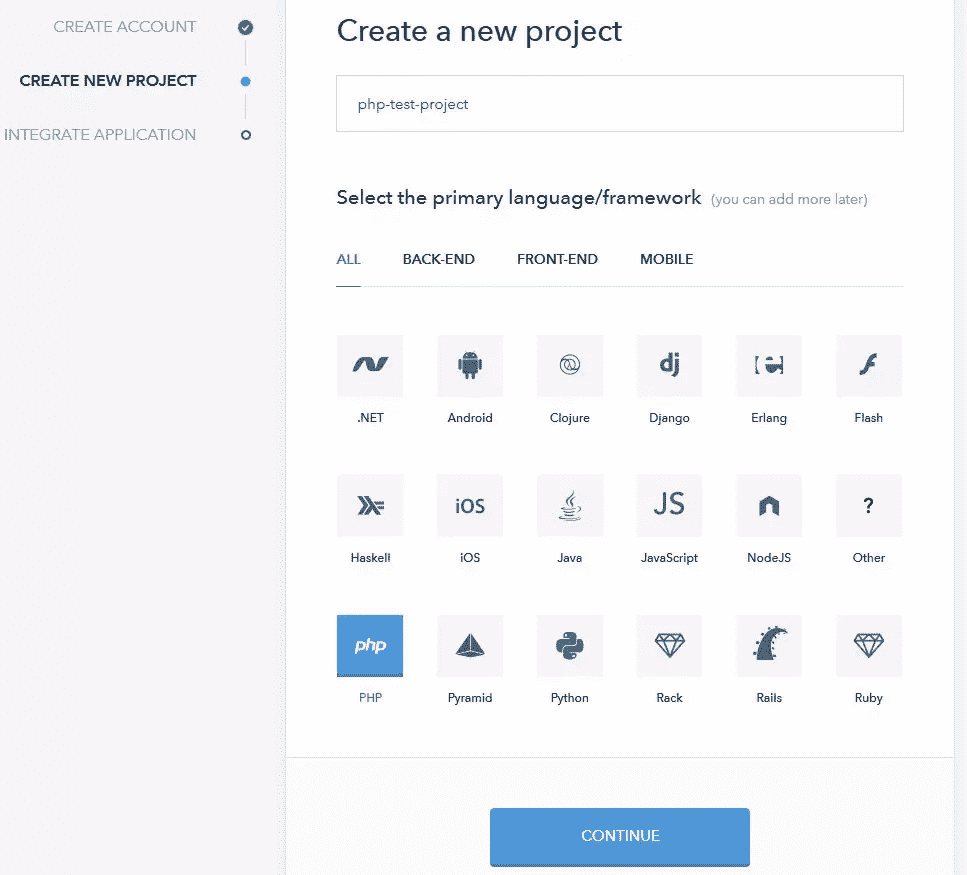 CREATE ACCOUNT
CREATE NEW PROJECT
INTEGRATE APPLICATION
Create a new project
php-test-project
Select the primary language/framework (you can add more later)
ALL BACK-END FRONT-END MOBILE
dj
.NET Android Clojure Django Erlang Flash
iOS JS ?
Haskell iOS Java JavaScript NodeJS Other
php
PHP Pyramid Python Rack Rails Ruby
CONTINUE